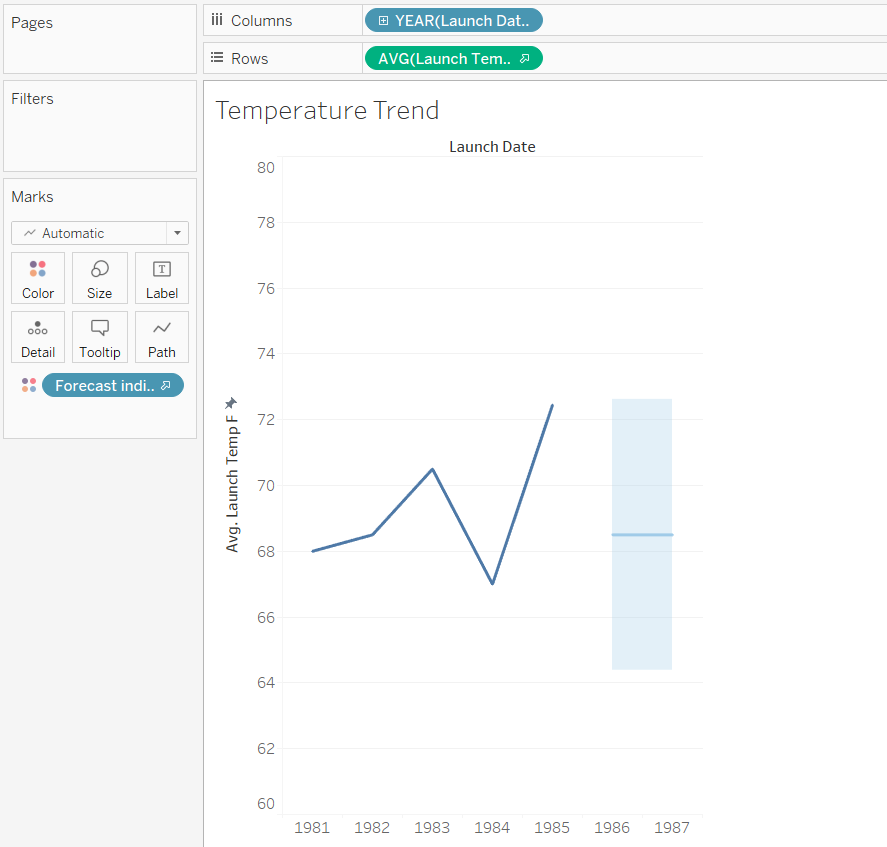 Pages
Columns
YEAR(Launch Dat..
Rows
AVG(Launch Tem..
Filters
Marks
Automatic
Color
Size
Label
Detail
Tooltip
Path
Forecast indi..
Temperature Trend
Launch Date
Avg. Launch Temp F
80
78
76
74
72
70
68
66
64
62
60
1981 1982 1983 1984 1985 1986 1987